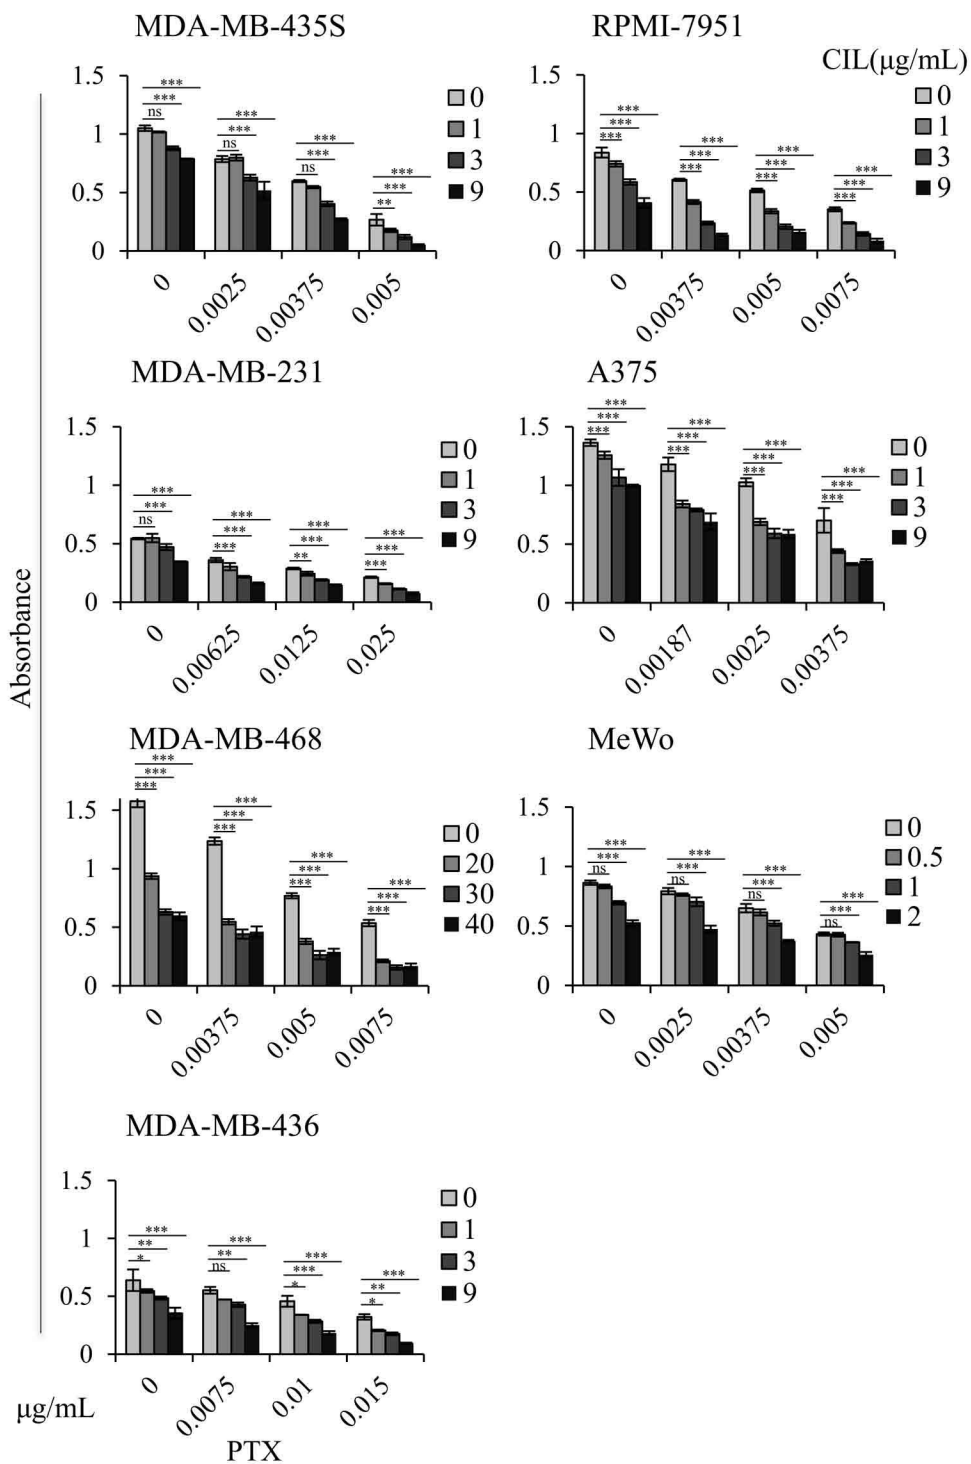 MDA-MB-435S
1.5
1
0.5
0
*** *** ns
*** *** ns
*** *** ns
*** *** **
0
1
3
9
0 0.0025 0.00375 0.005
RPMI-7951
CIL(μg/mL)
1.5
1
0.5
0
*** *** ***
*** *** ***
*** *** ***
*** *** ***
0
1
3
9
0 0.00375 0.005 0.0075
MDA-MB-231
1.5
1
0.5
0
*** *** ns
*** *** ***
*** *** **
*** *** ***
0
1
3
9
0 0.00625 0.0125 0.025
A375
1.5
1
0.5
0
*** *** ***
*** *** ***
*** *** ***
*** *** ***
0
1
3
9
0 0.00187 0.0025 0.00375
Absorbance
MDA-MB-468
1.5
1
0.5
0
*** *** ***
*** *** ***
*** *** ***
*** *** ***
0
20
30
40
0 0.00375 0.005 0.0075
MeWo
1.5
1
0.5
0
*** *** ns
*** *** ns
*** *** ns
*** *** ns
0
0.5
1
2
0 0.0025 0.00375 0.005
MDA-MB-436
1.5
1
0.5
0
*** ** *
*** ** ns
*** *** *
*** ** *
0
1
3
9
0 0.0075 0.01 0.015
μg/mL
PTX